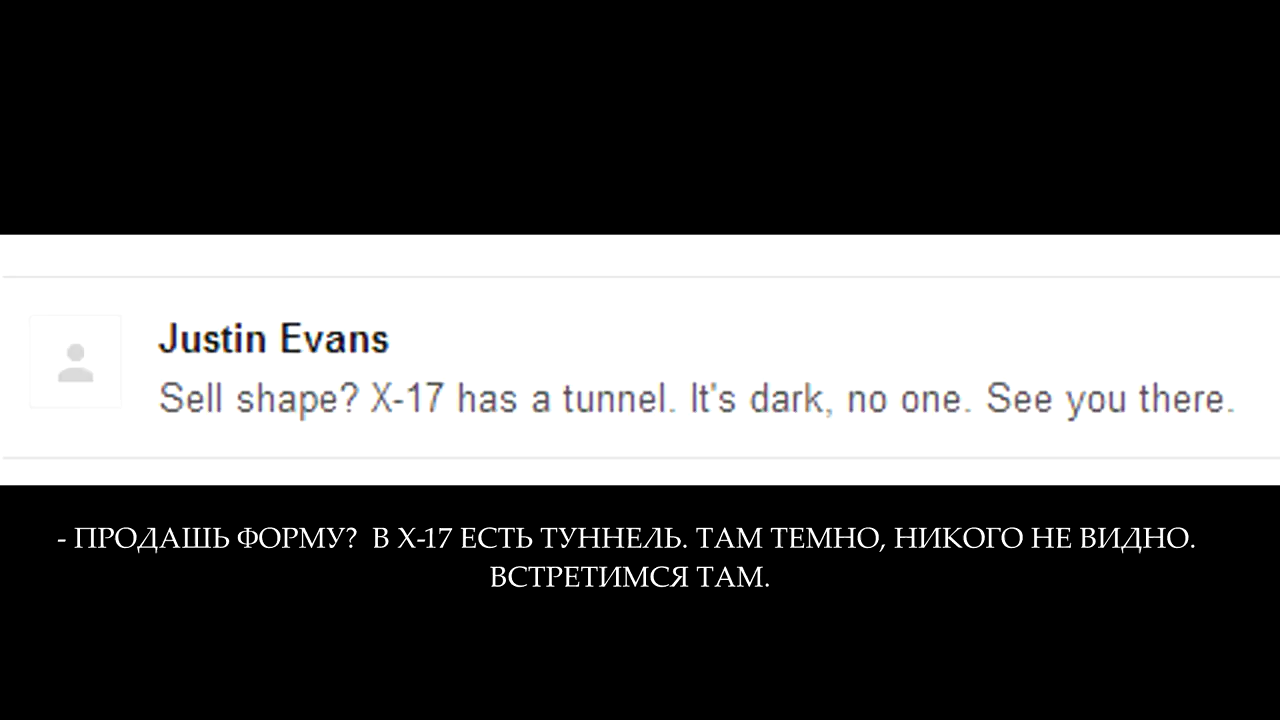 Justin Evans
Sell shape? X-17 has a tunnel. It's dark, no one. See you there.
- ПРОДАШЬ ФОРМУ?  В X-17 ЕСТЬ ТУННЕЛЬ. ТАМ ТЕМНО, НИКОГО НЕ ВИДНО.
ВСТРЕТИМСЯ ТАМ.